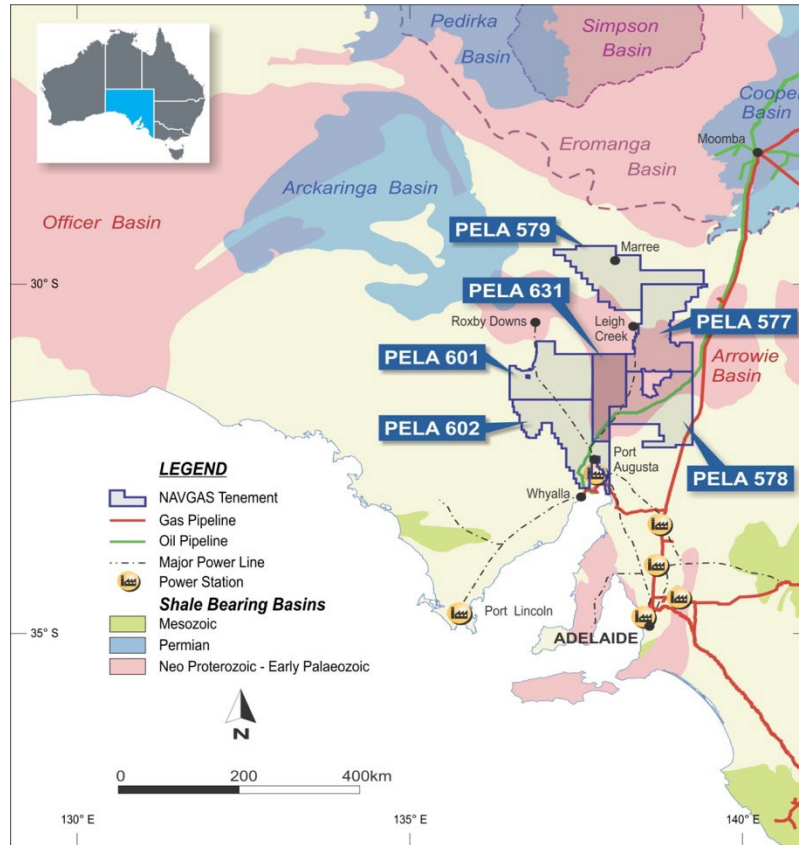 Pedirka
Basin
Simpson
Basin
Cooper
Basin
Moomba
Eromanga
Basin
Arckaringa Basin
Officer Basin
PELA 579
Marree
30° S
PELA 631
Roxby Downs
Leigh
Creek
PELA 577
PELA 601
Arrowie
Basin
PELA 602
Port
Augusta
PELA 578
Whyalla
LEGEND
NAVGAS Tenement
Gas Pipeline
Oil Pipeline
Major Power Line
Power Station
Shale Bearing Basins
Mesozoic
Permian
Neo Proterozoic - Early Palaeozoic
Port Lincoln
ADELAIDE
35° S
N
0 200 400km
130° E 135° E 140° E